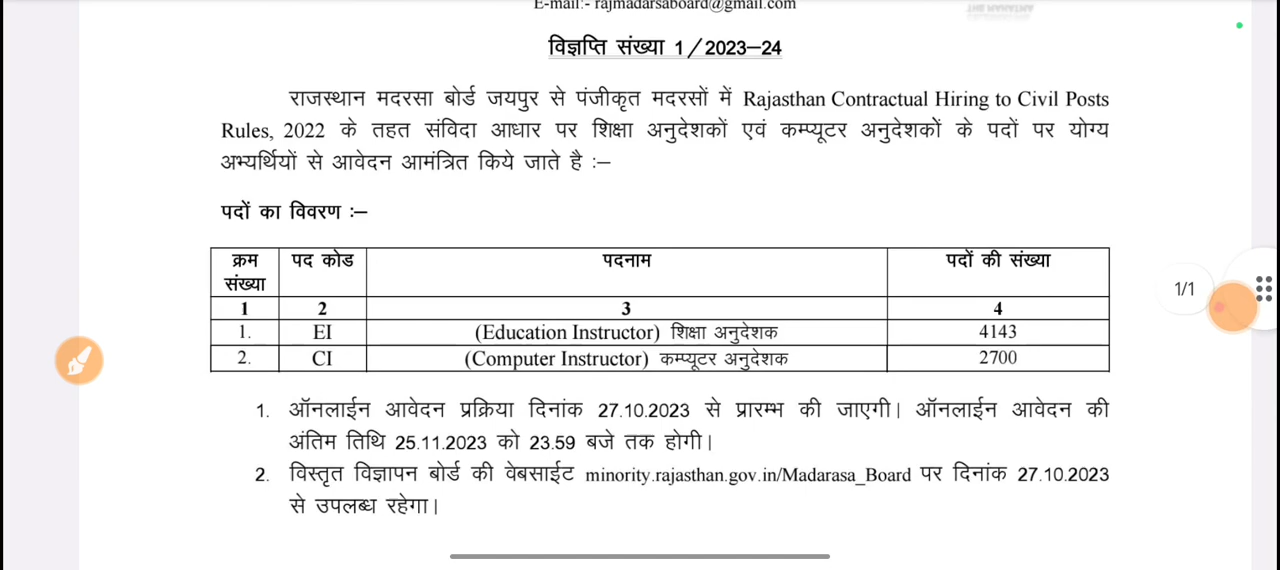 E-mail:- rajmadarsaboard@gmail.com
विज्ञप्ति संख्या 1/2023–24
राजस्थान मदरसा बोर्ड जयपुर से पंजीकृत मदरसों में Rajasthan Contractual Hiring to Civil Posts
Rules, 2022 के तहत संविदा आधार पर शिक्षा अनुदेशकों एवं कम्प्यूटर अनुदेशकों के पदों पर योग्य
अभ्यर्थियों से आवेदन आमंत्रित किये जाते है :–
पदों का विवरण :–
क्रम संख्या पद कोड पदनाम पदों की संख्या
1 2 3 4
1. EI (Education Instructor) शिक्षा अनुदेशक 4143
2. CI (Computer Instructor) कम्प्यूटर अनुदेशक 2700
1/1
1. ऑनलाईन आवेदन प्रक्रिया दिनांक 27.10.2023 से प्रारम्भ की जाएगी। ऑनलाईन आवेदन की
अंतिम तिथि 25.11.2023 को 23.59 बजे तक होगी।
2. विस्तृत विज्ञापन बोर्ड की वेबसाईट minority.rajasthan.gov.in/Madarasa_Board पर दिनांक 27.10.2023
से उपलब्ध रहेगा।